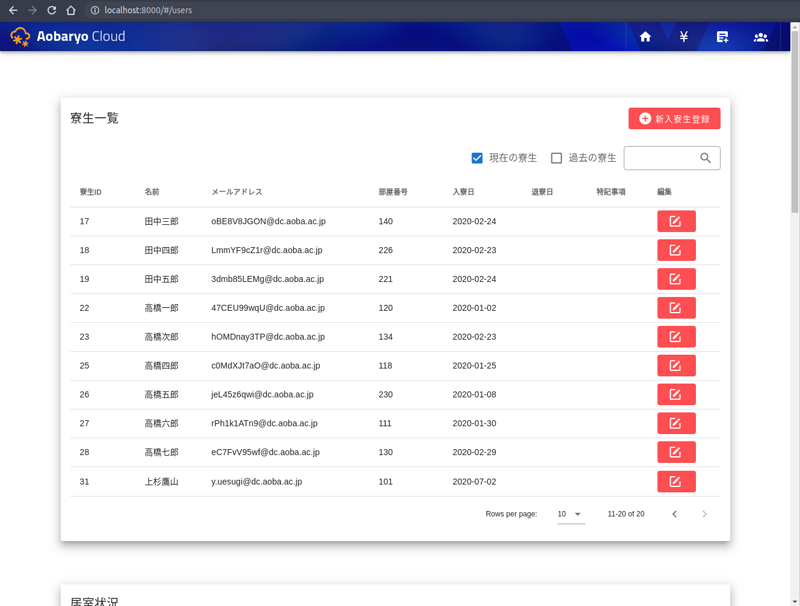 localhost:8000/#/users
Aobaryo Cloud
¥
寮生一覧
新入寮生登録
現在の寮生 過去の寮生
寮生ID 名前 メールアドレス 部屋番号 入寮日 退寮日 特記事項 編集
17 田中三郎 oBE8V8JGON@dc.aoba.ac.jp 140 2020-02-24
18 田中四郎 LmmYF9cZ1r@dc.aoba.ac.jp 226 2020-02-23
19 田中五郎 3dmb85LEMg@dc.aoba.ac.jp 221 2020-02-24
22 高橋一郎 47CEU99wqU@dc.aoba.ac.jp 120 2020-01-02
23 高橋次郎 hOMDnay3TP@dc.aoba.ac.jp 134 2020-02-23
25 高橋四郎 c0MdXJt7aO@dc.aoba.ac.jp 118 2020-01-25
26 高橋五郎 jeL45z6qwi@dc.aoba.ac.jp 230 2020-01-08
27 高橋六郎 rPh1k1ATn9@dc.aoba.ac.jp 111 2020-01-30
28 高橋七郎 eC7FvV95wf@dc.aoba.ac.jp 130 2020-02-29
31 上杉鷹山 y.uesugi@dc.aoba.ac.jp 101 2020-07-02
Rows per page: 10 11-20 of 20
居室状況